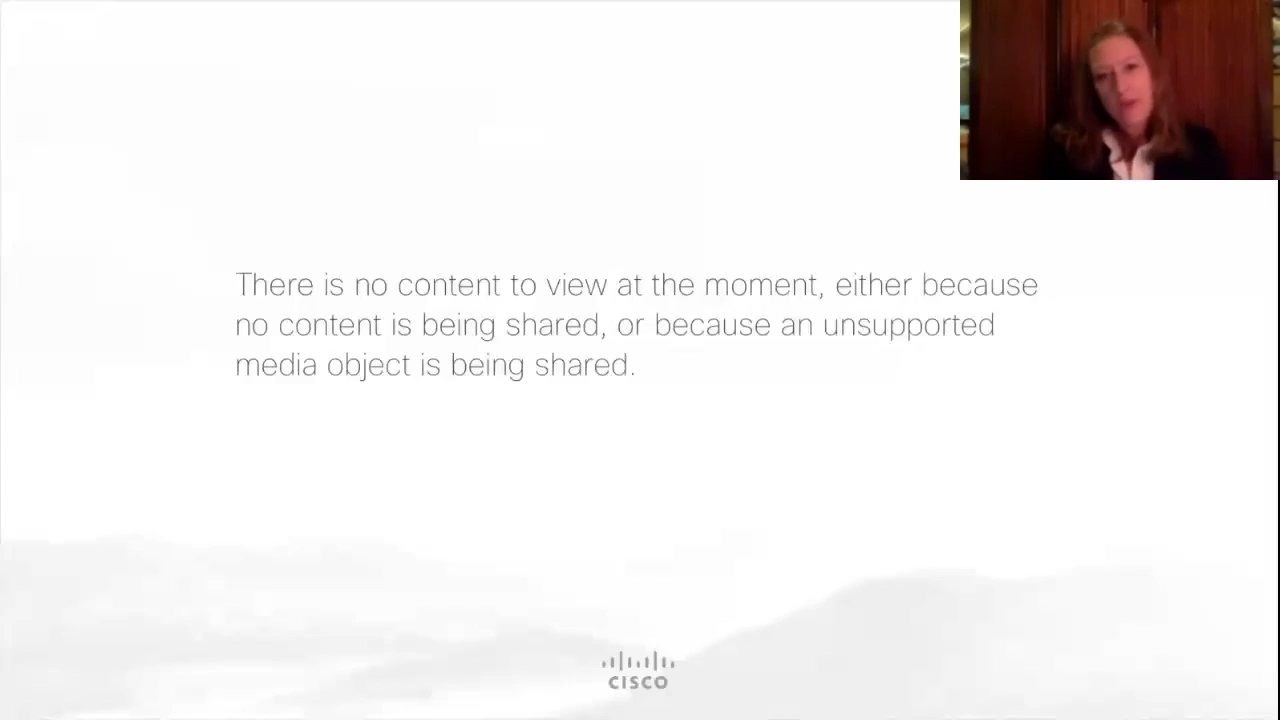 There is no content to view at the moment, either because
no content is being shared, or because an unsupported
media object is being shared.
CISCO